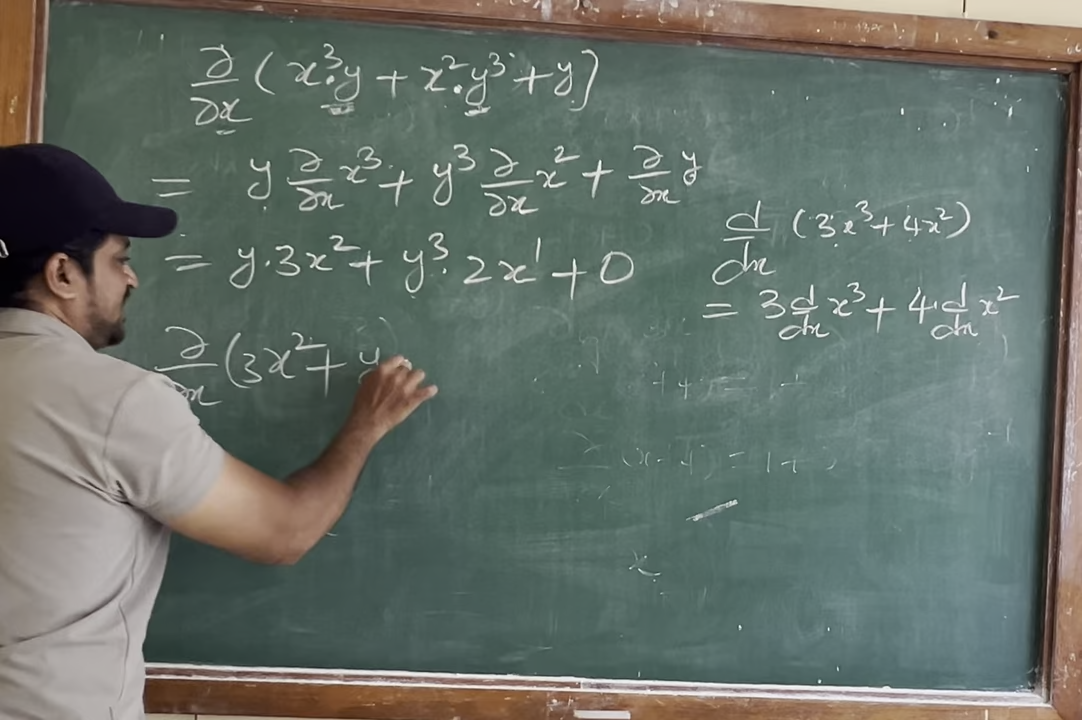 ∂/∂x (x³y + x²·y³ + y)
= y ∂/∂x x³ + y³ ∂/∂x x² + ∂/∂x y
= y·3x² + y³·2x¹ + 0
∂/∂x (3x² + y
d/dx (3x³ + 4x²)
= 3 d/dx x³ + 4·d/dx x²